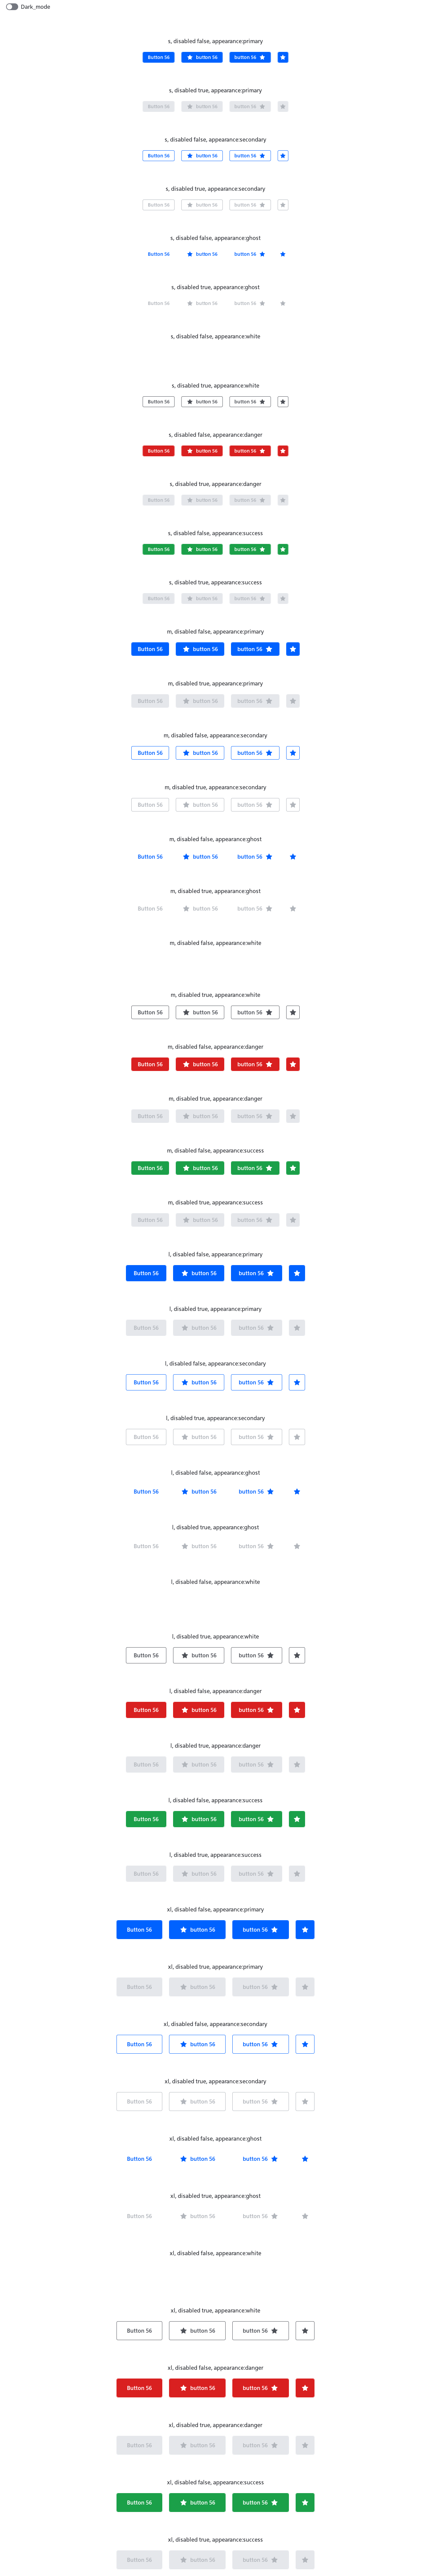 Dark_mode
s, disabled false, appearance:primary
Button 56 button 56 button 56
s, disabled true, appearance:primary
Button 56 button 56 button 56
s, disabled false, appearance:secondary
Button 56 button 56 button 56
s, disabled true, appearance:secondary
Button 56 button 56 button 56
s, disabled false, appearance:ghost
Button 56 button 56 button 56
s, disabled true, appearance:ghost
Button 56 button 56 button 56
s, disabled false, appearance:white
s, disabled true, appearance:white
Button 56 button 56 button 56
s, disabled false, appearance:danger
Button 56 button 56 button 56
s, disabled true, appearance:danger
Button 56 button 56 button 56
s, disabled false, appearance:success
Button 56 button 56 button 56
s, disabled true, appearance:success
Button 56 button 56 button 56
m, disabled false, appearance:primary
Button 56 button 56 button 56
m, disabled true, appearance:primary
Button 56 button 56 button 56
m, disabled false, appearance:secondary
Button 56 button 56 button 56
m, disabled true, appearance:secondary
Button 56 button 56 button 56
m, disabled false, appearance:ghost
Button 56 button 56 button 56
m, disabled true, appearance:ghost
Button 56 button 56 button 56
m, disabled false, appearance:white
m, disabled true, appearance:white
Button 56 button 56 button 56
m, disabled false, appearance:danger
Button 56 button 56 button 56
m, disabled true, appearance:danger
Button 56 button 56 button 56
m, disabled false, appearance:success
Button 56 button 56 button 56
m, disabled true, appearance:success
Button 56 button 56 button 56
l, disabled false, appearance:primary
Button 56 button 56 button 56
l, disabled true, appearance:primary
Button 56 button 56 button 56
l, disabled false, appearance:secondary
Button 56 button 56 button 56
l, disabled true, appearance:secondary
Button 56 button 56 button 56
l, disabled false, appearance:ghost
Button 56 button 56 button 56
l, disabled true, appearance:ghost
Button 56 button 56 button 56
l, disabled false, appearance:white
l, disabled true, appearance:white
Button 56 button 56 button 56
l, disabled false, appearance:danger
Button 56 button 56 button 56
l, disabled true, appearance:danger
Button 56 button 56 button 56
l, disabled false, appearance:success
Button 56 button 56 button 56
l, disabled true, appearance:success
Button 56 button 56 button 56
xl, disabled false, appearance:primary
Button 56 button 56 button 56
xl, disabled true, appearance:primary
Button 56 button 56 button 56
xl, disabled false, appearance:secondary
Button 56 button 56 button 56
xl, disabled true, appearance:secondary
Button 56 button 56 button 56
xl, disabled false, appearance:ghost
Button 56 button 56 button 56
xl, disabled true, appearance:ghost
Button 56 button 56 button 56
xl, disabled false, appearance:white
xl, disabled true, appearance:white
Button 56 button 56 button 56
xl, disabled false, appearance:danger
Button 56 button 56 button 56
xl, disabled true, appearance:danger
Button 56 button 56 button 56
xl, disabled false, appearance:success
Button 56 button 56 button 56
xl, disabled true, appearance:success
Button 56 button 56 button 56